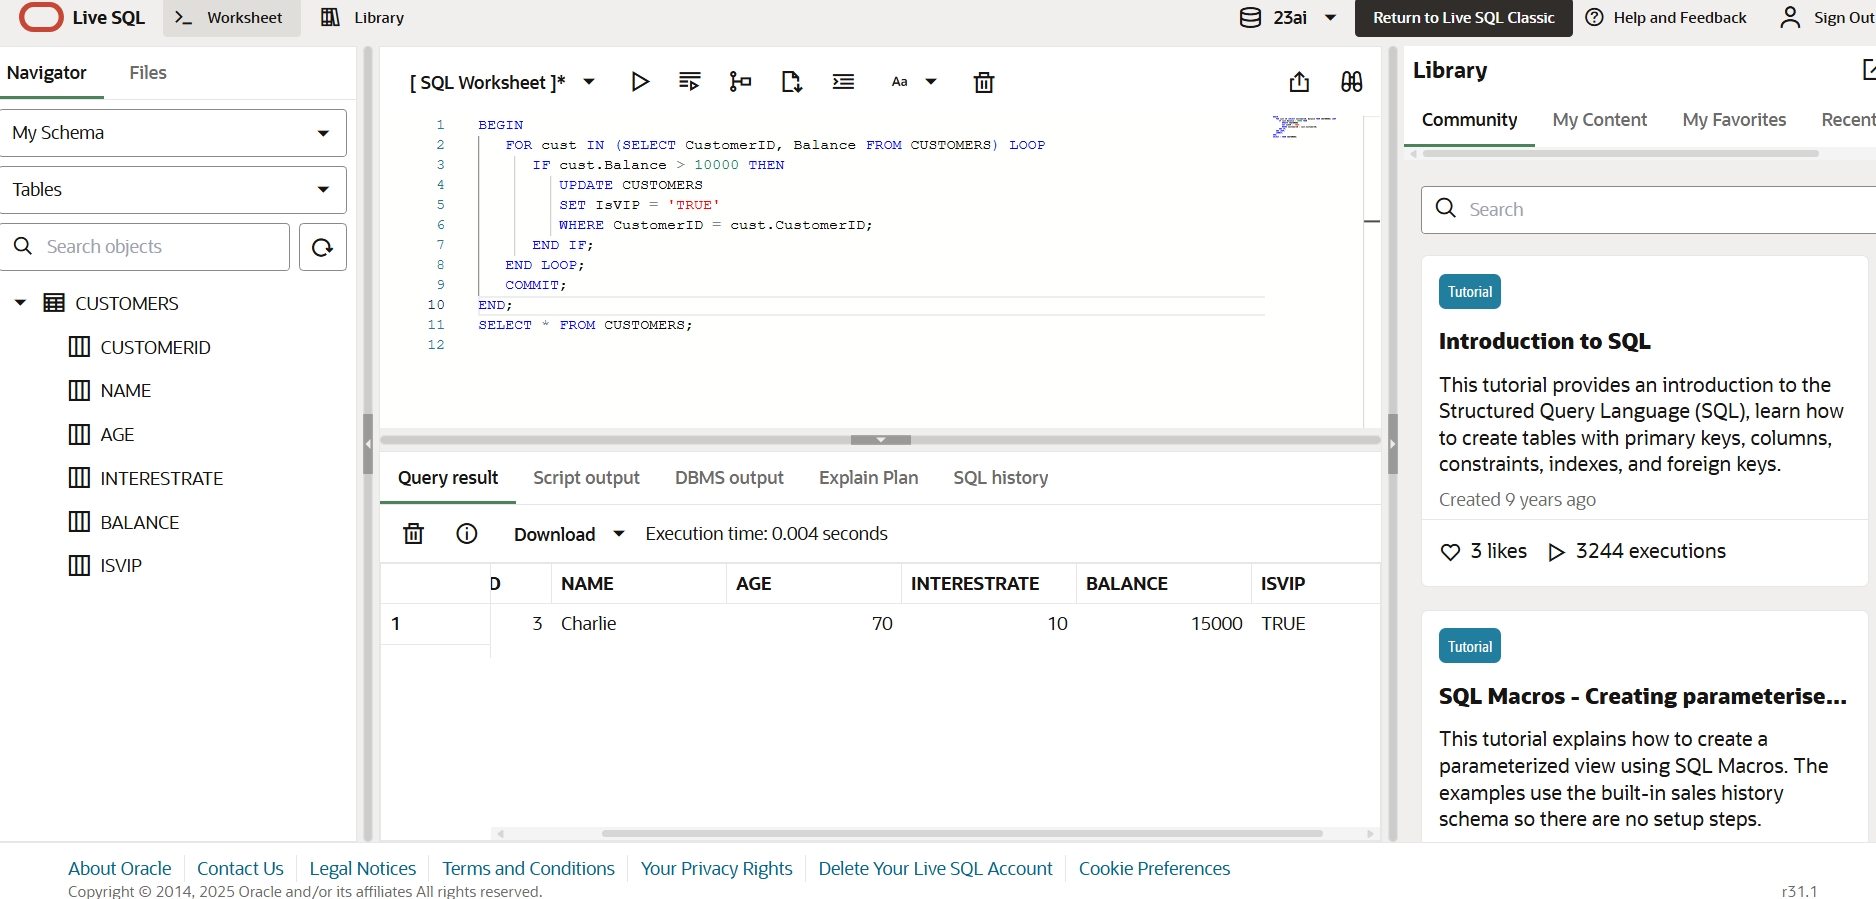 Live SQL
Worksheet
Library
23ai
Return to Live SQL Classic
Help and Feedback
Sign Out
Navigator
Files
My Schema
Tables
Search objects
CUSTOMERS
CUSTOMERID
NAME
AGE
INTERESTRATE
BALANCE
ISVIP
[ SQL Worksheet ]*
Aa
1 BEGIN
2 FOR cust IN (SELECT CustomerID, Balance FROM CUSTOMERS) LOOP
3 IF cust.Balance > 10000 THEN
4 UPDATE CUSTOMERS
5 SET IsVIP = 'TRUE'
6 WHERE CustomerID = cust.CustomerID;
7 END IF;
8 END LOOP;
9 COMMIT;
10 END;
11 SELECT * FROM CUSTOMERS;
12
Query result
Script output
DBMS output
Explain Plan
SQL history
Download
Execution time: 0.004 seconds
D NAME AGE INTERESTRATE BALANCE ISVIP
1 3 Charlie 70 10 15000 TRUE
Library
Community
My Content
My Favorites
Recent
Search
Tutorial
Introduction to SQL
This tutorial provides an introduction to the
Structured Query Language (SQL), learn how
to create tables with primary keys, columns,
constraints, indexes, and foreign keys.
Created 9 years ago
3 likes
3244 executions
Tutorial
SQL Macros - Creating parameterise...
This tutorial explains how to create a
parameterized view using SQL Macros. The
examples use the built-in sales history
schema so there are no setup steps.
About Oracle
Contact Us
Legal Notices
Terms and Conditions
Your Privacy Rights
Delete Your Live SQL Account
Cookie Preferences
Copyright © 2014, 2025 Oracle and/or its affiliates All rights reserved.
r31.1